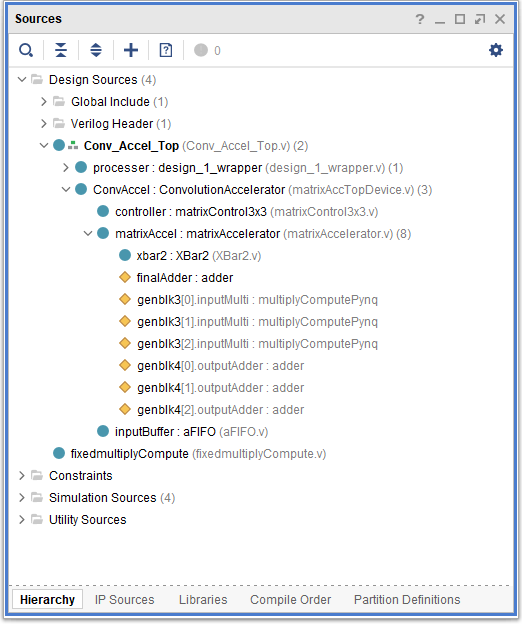 Sources
? _
0
Design Sources (4)
Global Include (1)
Verilog Header (1)
Conv_Accel_Top (Conv_Accel_Top.v) (2)
processer : design_1_wrapper (design_1_wrapper.v) (1)
ConvAccel : ConvolutionAccelerator (matrixAccTopDevice.v) (3)
controller : matrixControl3x3 (matrixControl3x3.v)
matrixAccel : matrixAccelerator (matrixAccelerator.v) (8)
xbar2 : XBar2 (XBar2.v)
finalAdder : adder
genblk3[0].inputMulti : multiplyComputePynq
genblk3[1].inputMulti : multiplyComputePynq
genblk3[2].inputMulti : multiplyComputePynq
genblk4[0].outputAdder : adder
genblk4[1].outputAdder : adder
genblk4[2].outputAdder : adder
inputBuffer : aFIFO (aFIFO.v)
fixedmultiplyCompute (fixedmultiplyCompute.v)
Constraints
Simulation Sources (4)
Utility Sources
Hierarchy IP Sources Libraries Compile Order Partition Definitions